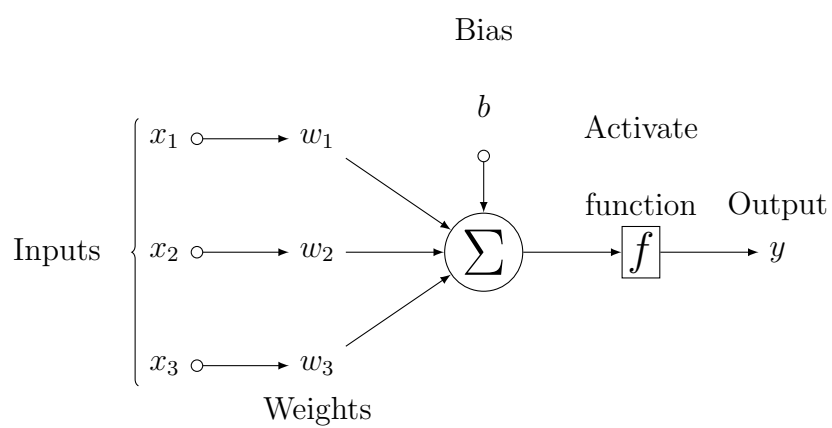 Bias
b
Activate
function
Output
x₁ w₁
Inputs x₂ w₂ Σ f y
x₃ w₃
Weights